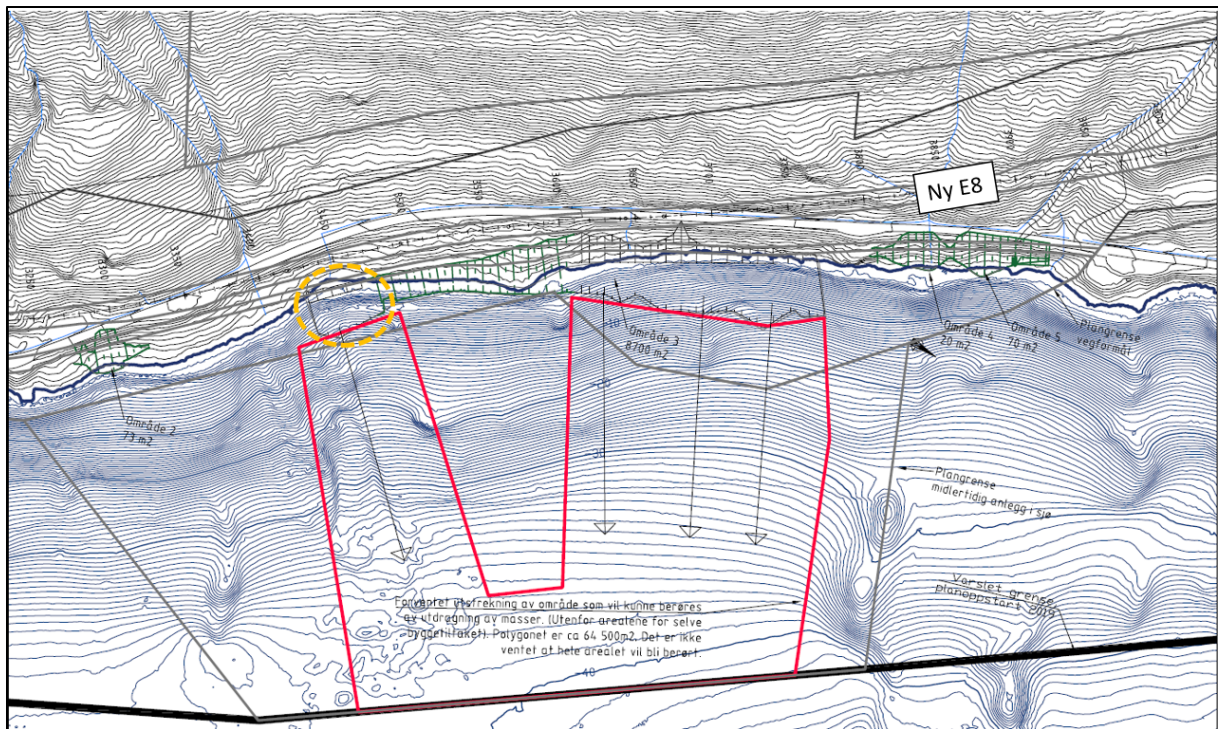 Ny E8
3350
-10
Område 3
8700 m2
Område 4
20 m2
Område 5
70 m2
Plangrense
vegformål
-20
Område 2
73 m2
-30
Plangrense
midlertidig anlegg i sjø
Varslet grense
planoppstart 2019
Forventet utstrekning av område som vil kunne berøres
av utdragning av masser. (Utenfor arealene for selve
byggetiltaket). Polygonet er ca 64 500m2. Det er ikke
ventet at hele arealet vil bli berørt.
-40